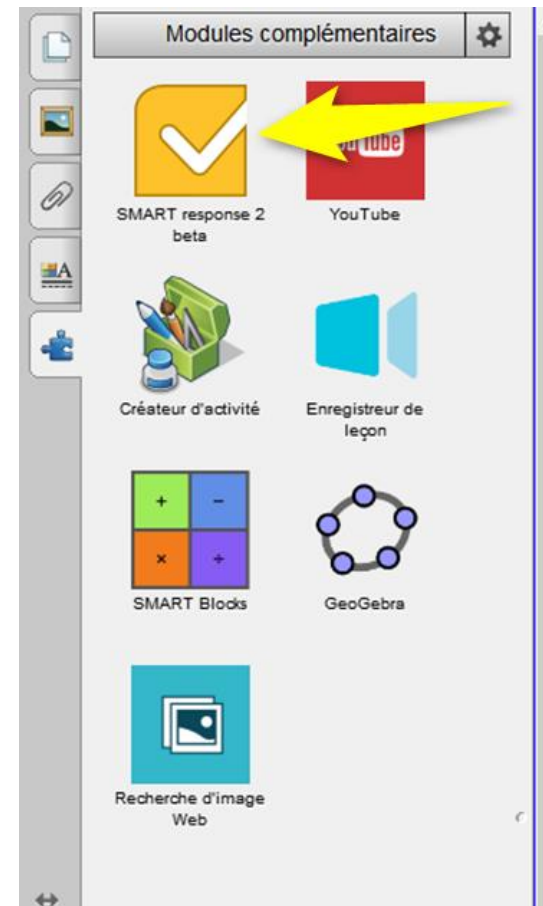 Modules complémentaires
SMART response 2
beta
YouTube
Créateur d'activité
Enregistreur de
leçon
+ −
× ÷
SMART Blocks
GeoGebra
Recherche d'image
Web